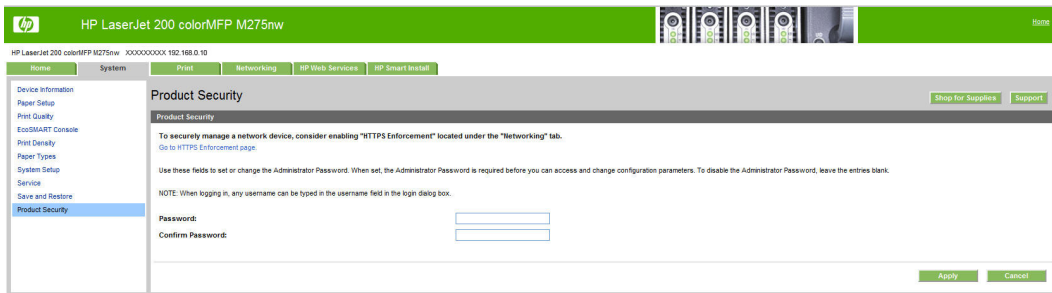 hp
HP LaserJet 200 colorMFP M275nw
Home
HP LaserJet 200 colorMFP M275nw XXXXXXXXX 192.168.0.10
Home System Print Networking HP Web Services HP Smart Install
Device Information
Paper Setup
Print Quality
EcoSMART Console
Print Density
Paper Types
System Setup
Service
Save and Restore
Product Security
Product Security
Shop for Supplies Support
Product Security
To securely manage a network device, consider enabling "HTTPS Enforcement" located under the "Networking" tab.
Go to HTTPS Enforcement page.
Use these fields to set or change the Administrator Password. When set, the Administrator Password is required before you can access and change configuration parameters. To disable the Administrator Password, leave the entries blank.
NOTE: When logging in, any username can be typed in the username field in the login dialog box.
Password:
Confirm Password:
Apply Cancel